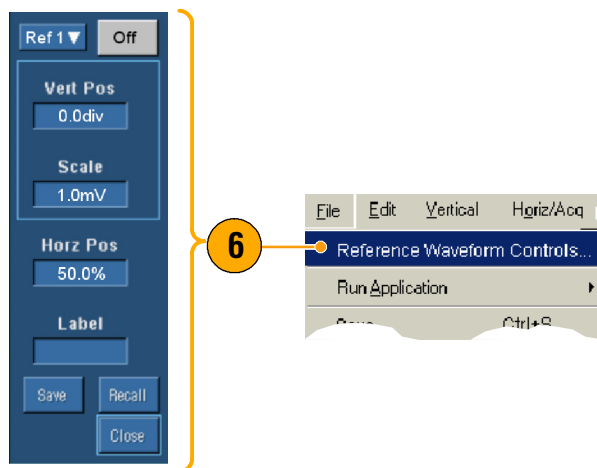 Ref 1▼ Off
Vert Pos
0.0div
Scale
1.0mV
Horz Pos
50.0%
Label
Save Recall
Close
6
File Edit Vertical Horiz/Acq
Reference Waveform Controls...
Run Application
Ctrl+S